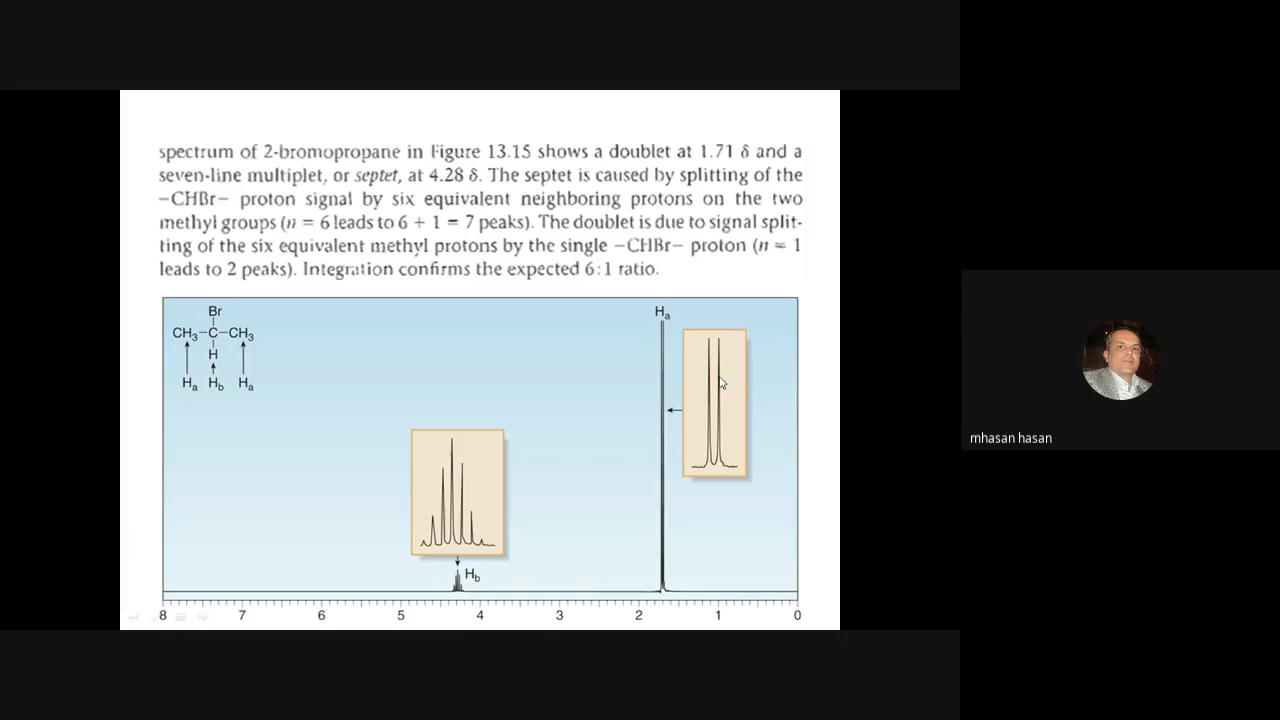 spectrum of 2-bromopropane in Figure 13.15 shows a doublet at 1.71 δ and a
seven-line multiplet, or septet, at 4.28 δ. The septet is caused by splitting of the
–CHBr– proton signal by six equivalent neighboring protons on the two
methyl groups (n = 6 leads to 6 + 1 = 7 peaks). The doublet is due to signal split-
ting of the six equivalent methyl protons by the single –CHBr– proton (n = 1
leads to 2 peaks). Integration confirms the expected 6:1 ratio.
Br
CH₃–C–CH₃
H
Hₐ H_b Hₐ
Hₐ
H_b
8 7 6 5 4 3 2 1 0
mhasan hasan